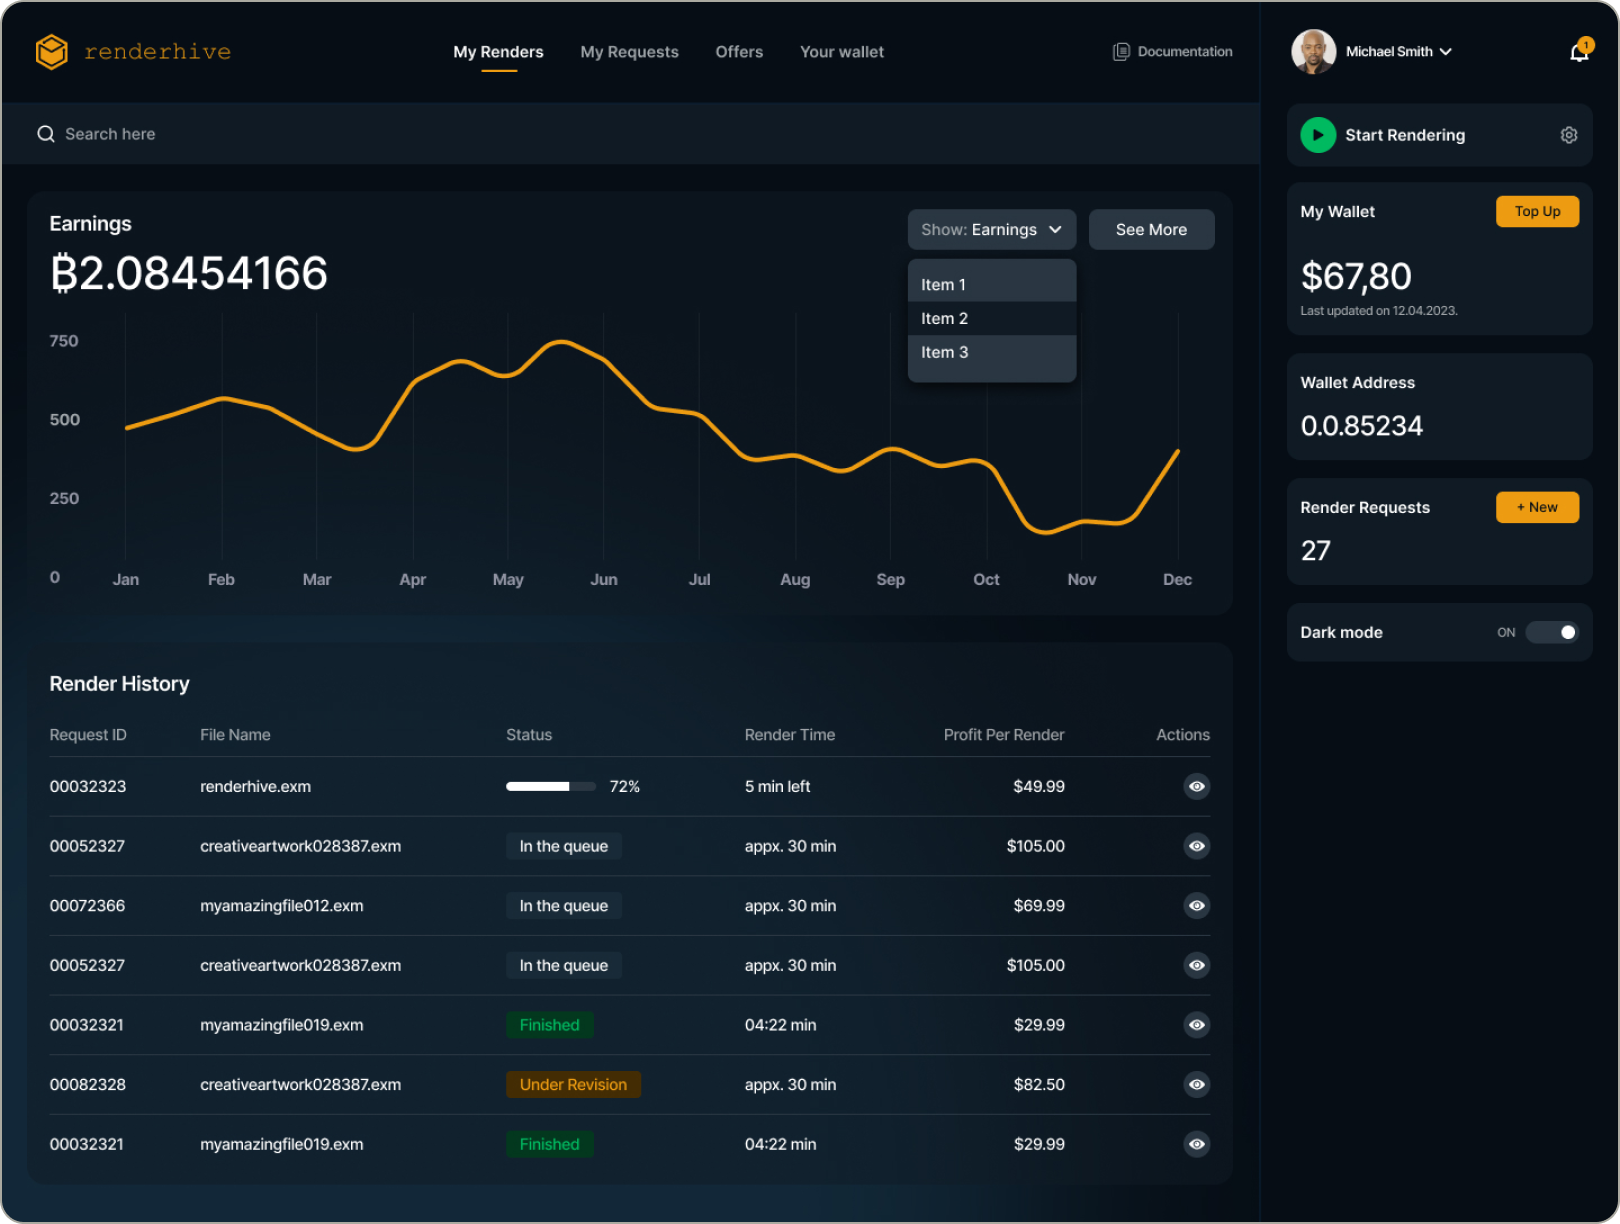 renderhive
My Renders
My Requests
Offers
Your wallet
Documentation
Michael Smith
1
Search here
Start Rendering
Earnings
₿2.08454166
Show: Earnings
See More
Item 1
Item 2
Item 3
750
500
250
0
Jan Feb Mar Apr May Jun Jul Aug Sep Oct Nov Dec
My Wallet
Top Up
$67,80
Last updated on 12.04.2023.
Wallet Address
0.0.85234
Render Requests
+ New
27
Dark mode
ON
Render History
Request ID File Name Status Render Time Profit Per Render Actions
00032323 renderhive.exm 72% 5 min left $49.99
00052327 creativeartwork028387.exm In the queue appx. 30 min $105.00
00072366 myamazingfile012.exm In the queue appx. 30 min $69.99
00052327 creativeartwork028387.exm In the queue appx. 30 min $105.00
00032321 myamazingfile019.exm Finished 04:22 min $29.99
00082328 creativeartwork028387.exm Under Revision appx. 30 min $82.50
00032321 myamazingfile019.exm Finished 04:22 min $29.99